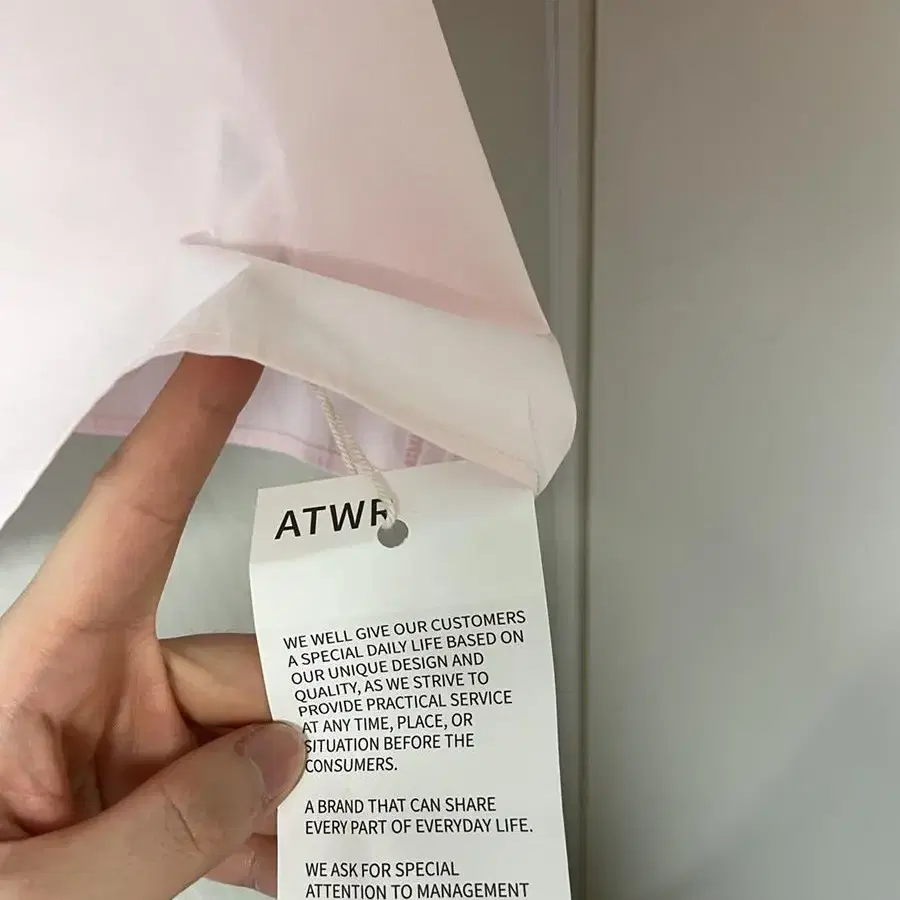 ATWR
WE WELL GIVE OUR CUSTOMERS
A SPECIAL DAILY LIFE BASED ON
OUR UNIQUE DESIGN AND
QUALITY, AS WE STRIVE TO
PROVIDE PRACTICAL SERVICE
AT ANY TIME, PLACE, OR
SITUATION BEFORE THE
CONSUMERS.
A BRAND THAT CAN SHARE
EVERY PART OF EVERYDAY LIFE.
WE ASK FOR SPECIAL
ATTENTION TO MANAGEMENT